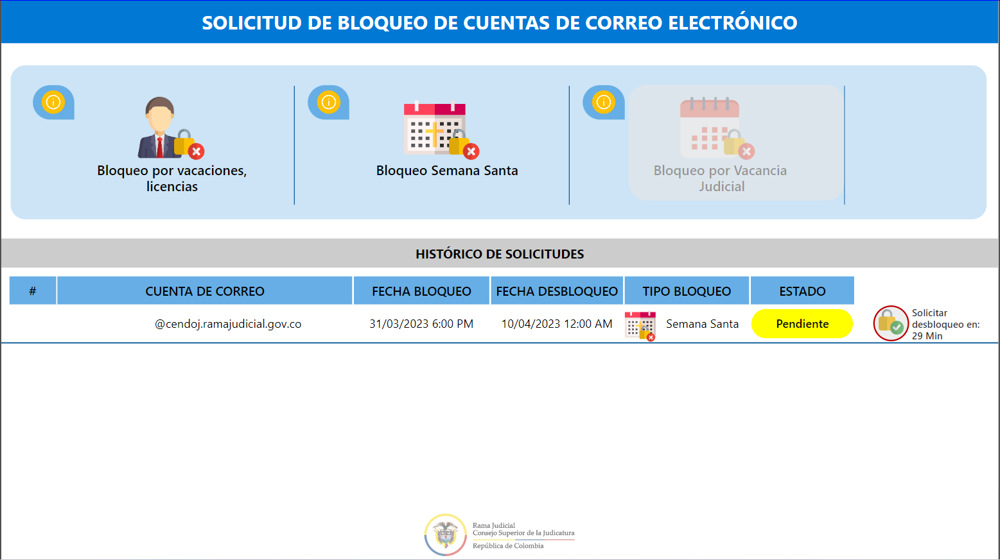 SOLICITUD DE BLOQUEO DE CUENTAS DE CORREO ELECTRÓNICO
Bloqueo por vacaciones,
licencias
Bloqueo Semana Santa
Bloqueo por Vacancia
Judicial
HISTÓRICO DE SOLICITUDES
# CUENTA DE CORREO FECHA BLOQUEO FECHA DESBLOQUEO TIPO BLOQUEO ESTADO
@cendoj.ramajudicial.gov.co 31/03/2023 6:00 PM 10/04/2023 12:00 AM Semana Santa Pendiente
Solicitar
desbloqueo en:
29 Min
Rama Judicial
Consejo Superior de la Judicatura
República de Colombia